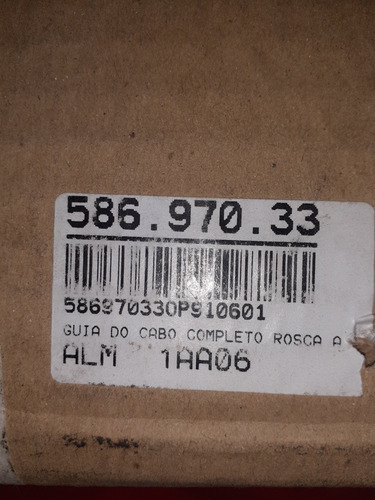 586.970.33
586970330P910601
GUIA DO CABO COMPLETO ROSCA A
ALM 1AA06